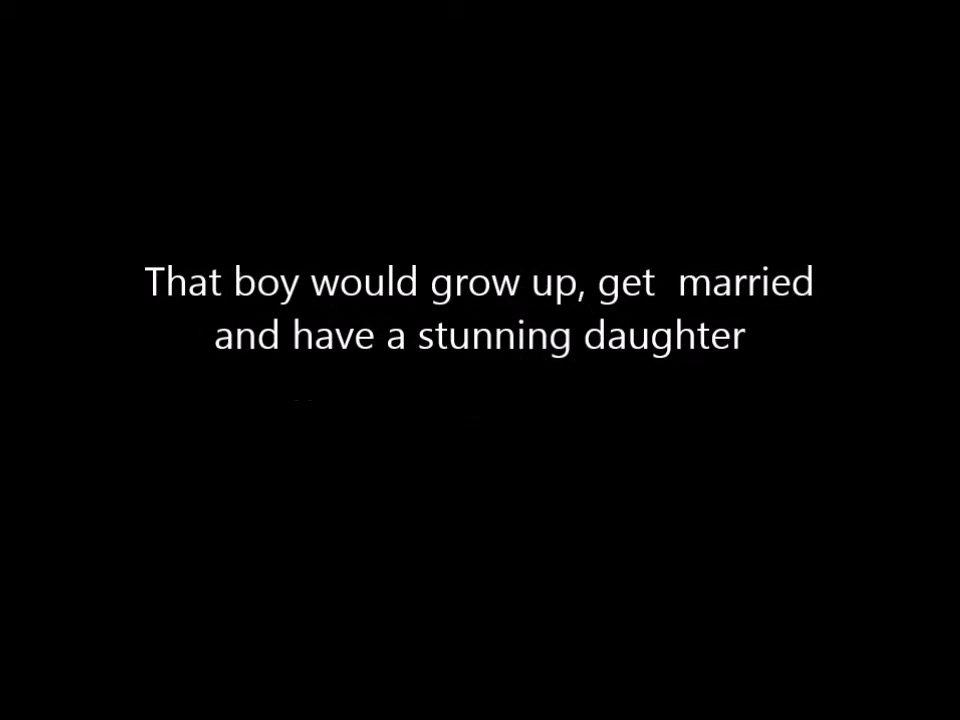 That boy would grow up, get  married
and have a stunning daughter